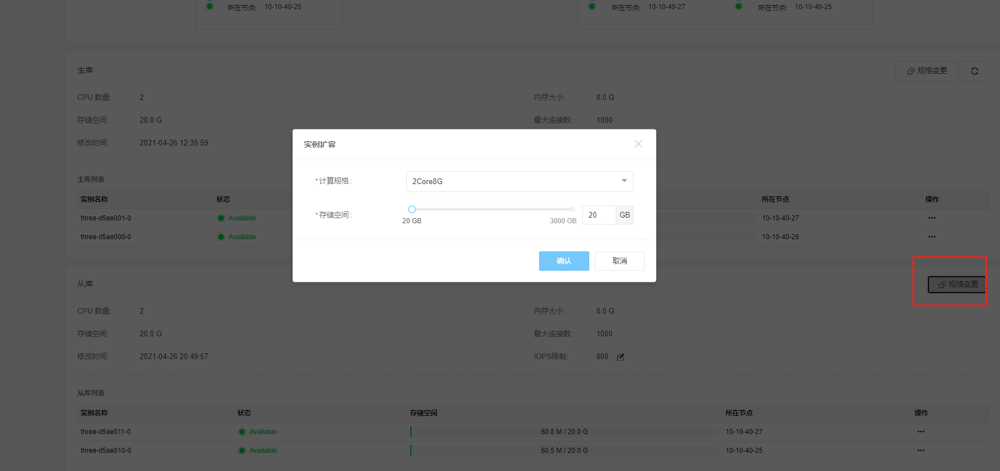 所在节点: 10-10-40-26 所在节点: 10-10-40-27 所在节点: 10-10-40-25
主库 规格变更
CPU 数量: 2 内存大小: 8.0 G
存储空间: 20.0 G 最大连接数: 1000
修改时间: 2021-04-26 12:35:59
实例扩容
*计算规格: 2Core8G
*存储空间: 20 GB 3000 GB 20 GB
确认 取消
主库列表
实例名称 状态 所在节点 操作
three-d5ae001-0 Available 10-10-40-27 •••
three-d5ae000-0 Available 10-10-40-26 •••
从库 规格变更
CPU 数量: 2 内存大小: 8.0 G
存储空间: 20.0 G 最大连接数: 1000
修改时间: 2021-04-26 20:49:57 IOPS限制: 800
从库列表
实例名称 状态 存储空间 所在节点 操作
three-d5ae011-0 Available 60.8 M / 20.0 G 10-10-40-27 •••
three-d5ae010-0 Available 60.5 M / 20.0 G 10-10-40-25 •••